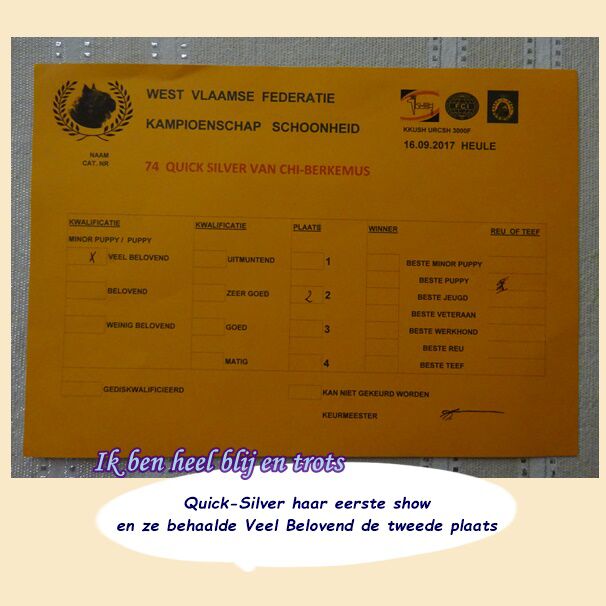 WEST VLAAMSE FEDERATIE
KAMPIOENSCHAP SCHOONHEID
KKUSH URCSH 3000F
16.09.2017 HEULE
NAAM
CAT. NR
74 QUICK SILVER VAN CHI-BERKEMUS
KWALIFICATIE KWALIFICATIE PLAATS WINNER REU OF TEEF
MINOR PUPPY / PUPPY
X VEEL BELOVEND UITMUNTEND 1
BESTE MINOR PUPPY
BESTE PUPPY
BELOVEND ZEER GOED 2 2
BESTE JEUGD
BESTE VETERAAN
WEINIG BELOVEND GOED 3
BESTE WERKHOND
BESTE REU
MATIG 4
BESTE TEEF
GEDISKWALIFICIEERD KAN NIET GEKEURD WORDEN
KEURMEESTER
Ik ben heel blij en trots
Quick-Silver haar eerste show
en ze behaalde Veel Belovend de tweede plaats